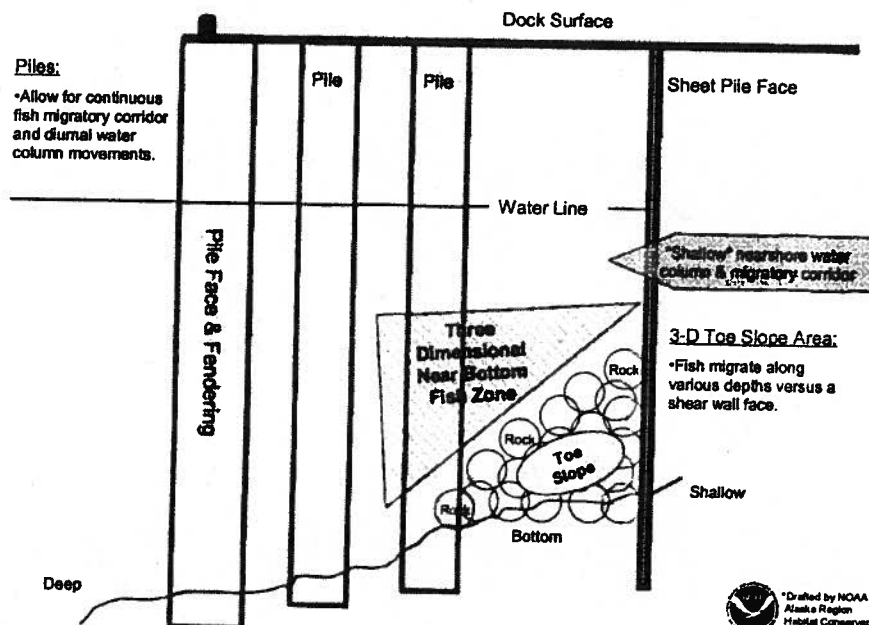 Dock Surface
Piles:
•Allow for continuous
fish migratory corridor
and diurnal water
column movements.
Pile
Pile
Sheet Pile Face
Water Line
Pile Face & Fendering
"Shallow" nearshore water
column & migratory corridor
Three
Dimensional
Near Bottom
Fish Zone
3-D Toe Slope Area:
•Fish migrate along
various depths versus a
shear wall face.
Rock
Rock
Toe
Slope
Rock
Shallow
Bottom
Deep
*Drafted by NOAA
Alaska Region
Habitat Conserva